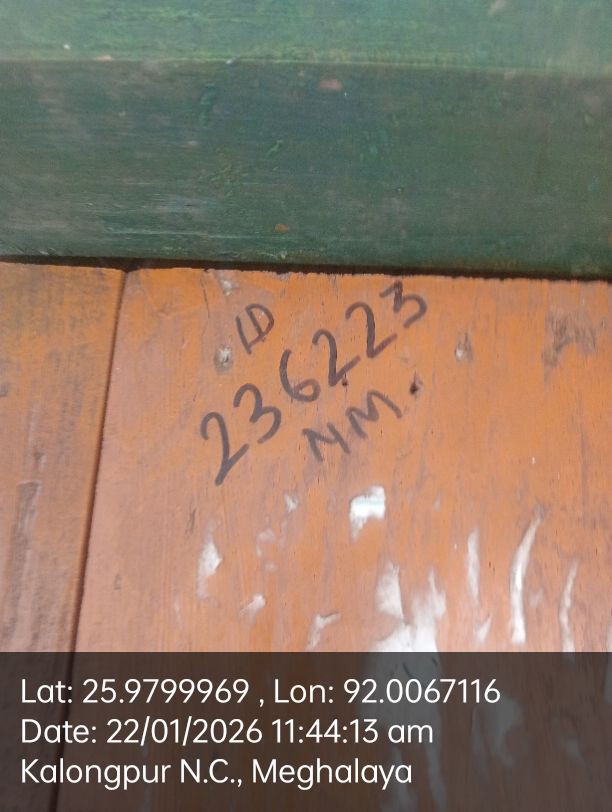 LD
236223
NM
Lat: 25.9799969 , Lon: 92.0067116
Date: 22/01/2026 11:44:13 am
Kalongpur N.C., Meghalaya